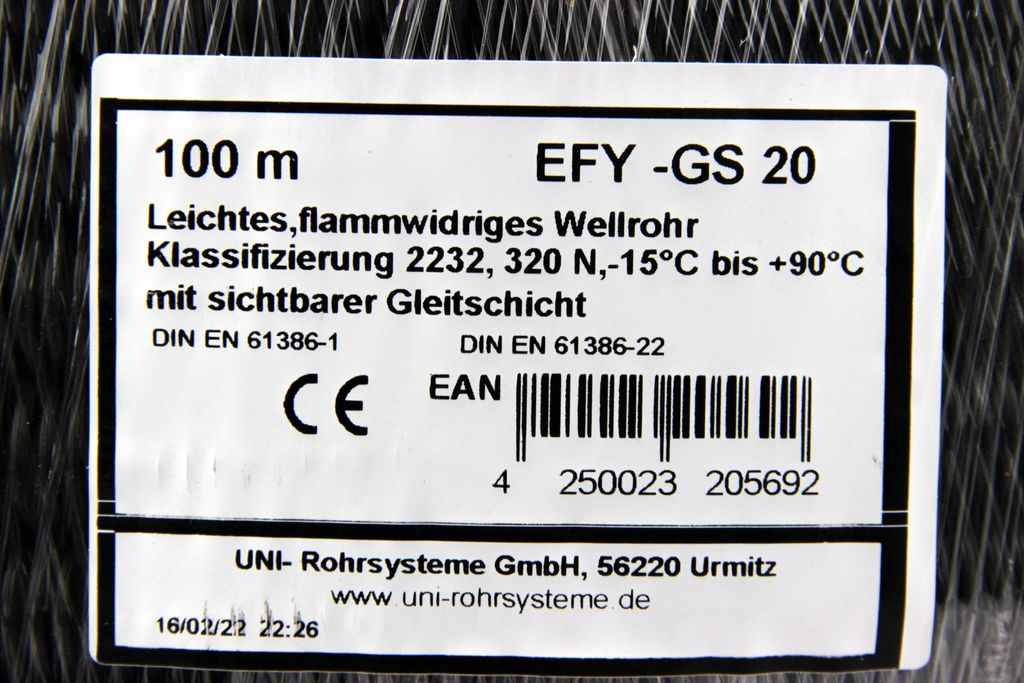 100 m EFY -GS 20
Leichtes,flammwidriges Wellrohr
Klassifizierung 2232, 320 N,-15°C bis +90°C
mit sichtbarer Gleitschicht
DIN EN 61386-1 DIN EN 61386-22
CE EAN
4 250023 205692
UNI- Rohrsysteme GmbH, 56220 Urmitz
www.uni-rohrsysteme.de
16/02/22 22:26